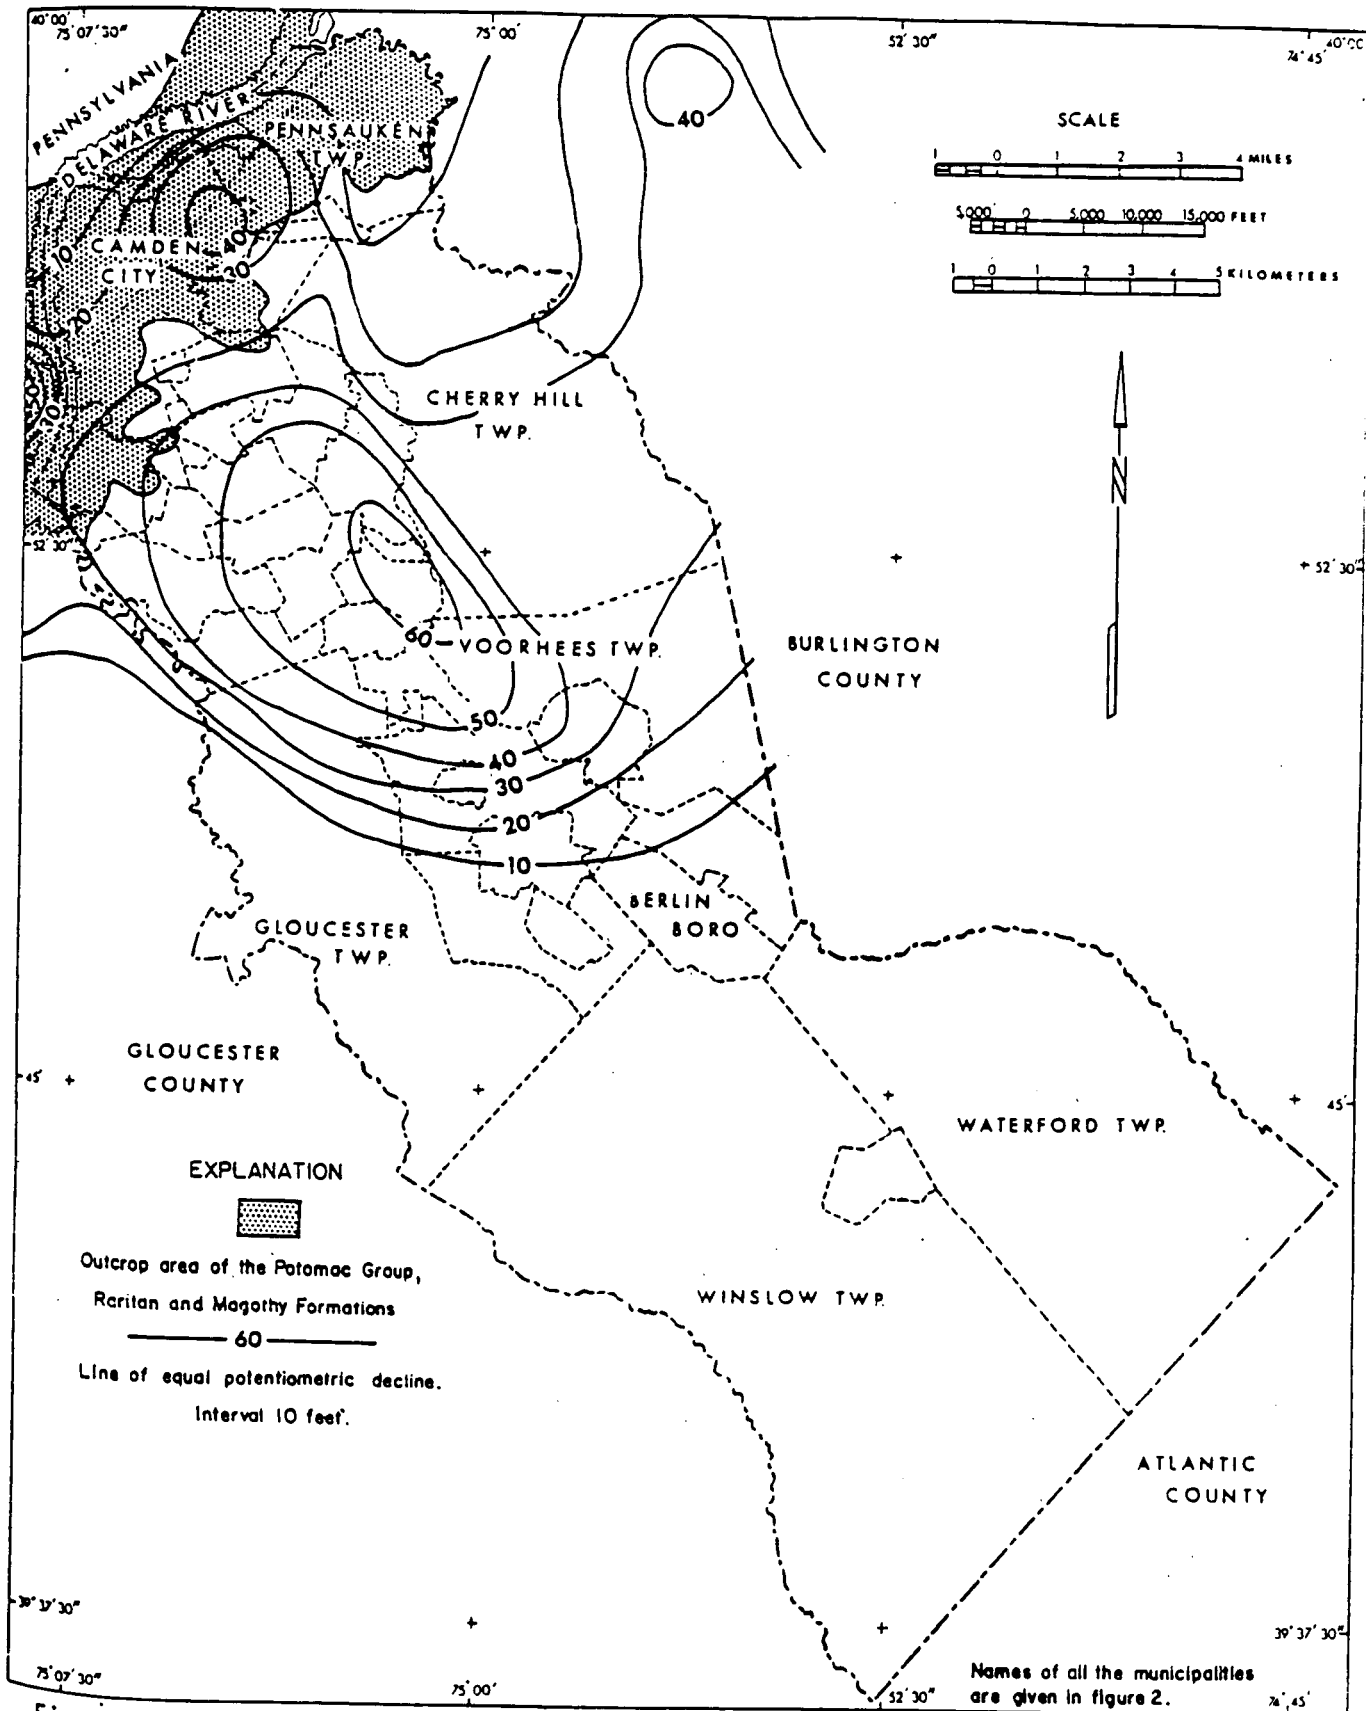 40°00'
75°07'30"
75°00'
52'30"
74°45'
40°00
PENNSYLVANIA
DELAWARE RIVER
PENNSAUKEN
TWP.
40
SCALE
1 0 1 2 3 4 MILES
5,000 0 5,000 10,000 15,000 FEET
1 0 1 2 3 4 5 KILOMETERS
10
CAMDEN
CITY
40
30
20
50
30
CHERRY HILL
TWP.
N
52'30"
52'30"
60
VOORHEES TWP.
BURLINGTON
COUNTY
50
40
30
20
10
BERLIN
BORO
GLOUCESTER
TWP.
GLOUCESTER
COUNTY
45'
45'
WATERFORD TWP.
EXPLANATION
Outcrop area of the Potomac Group,
Raritan and Magothy Formations
60
Line of equal potentiometric decline.
Interval 10 feet.
WINSLOW TWP.
ATLANTIC
COUNTY
39°37'30"
39°37'30"
75°07'30"
75°00'
52'30"
74°45'
Names of all the municipalities
are given in figure 2.